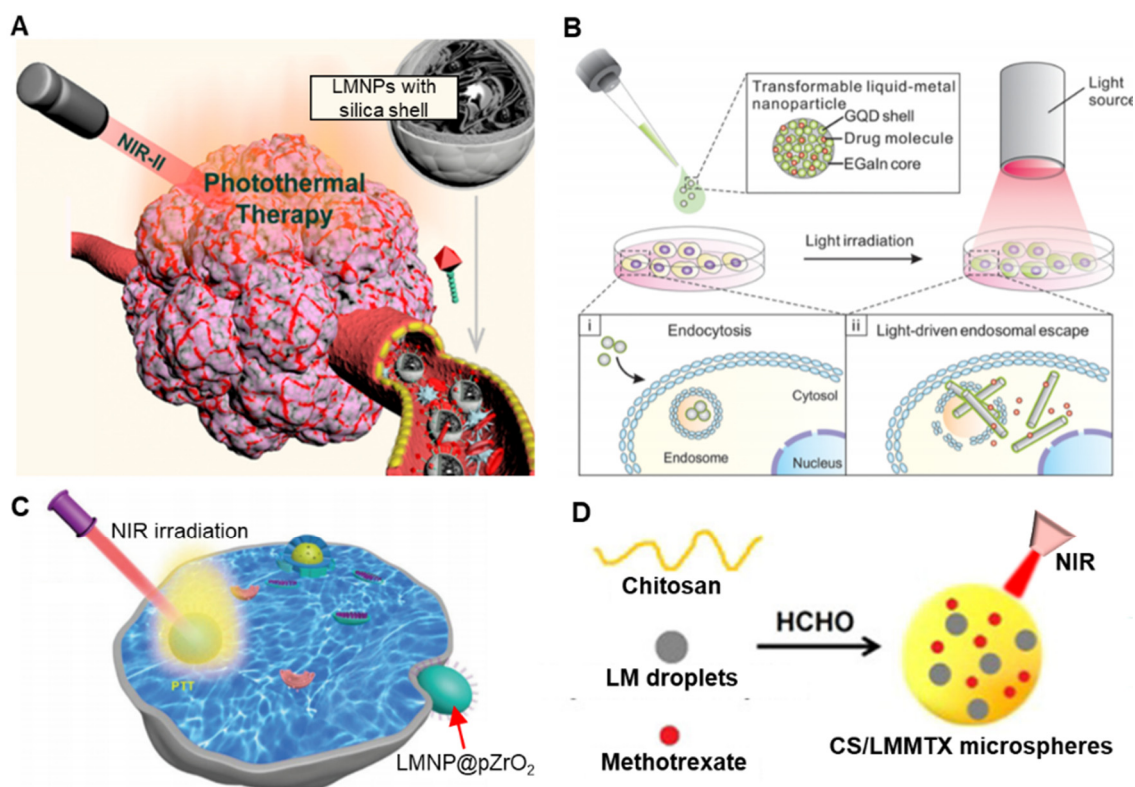 A
LMNPs with
silica shell
NIR-II
Photothermal
Therapy
B
Transformable liquid-metal
nanoparticle
GQD shell
Drug molecule
EGaIn core
Light
source
Light irradiation
i
Endocytosis
Cytosol
Endosome
Nucleus
ii
Light-driven endosomal escape
C
NIR irradiation
PTT
LMNP@pZrO₂
D
Chitosan
LM droplets
Methotrexate
HCHO
NIR
CS/LMMTX microspheres